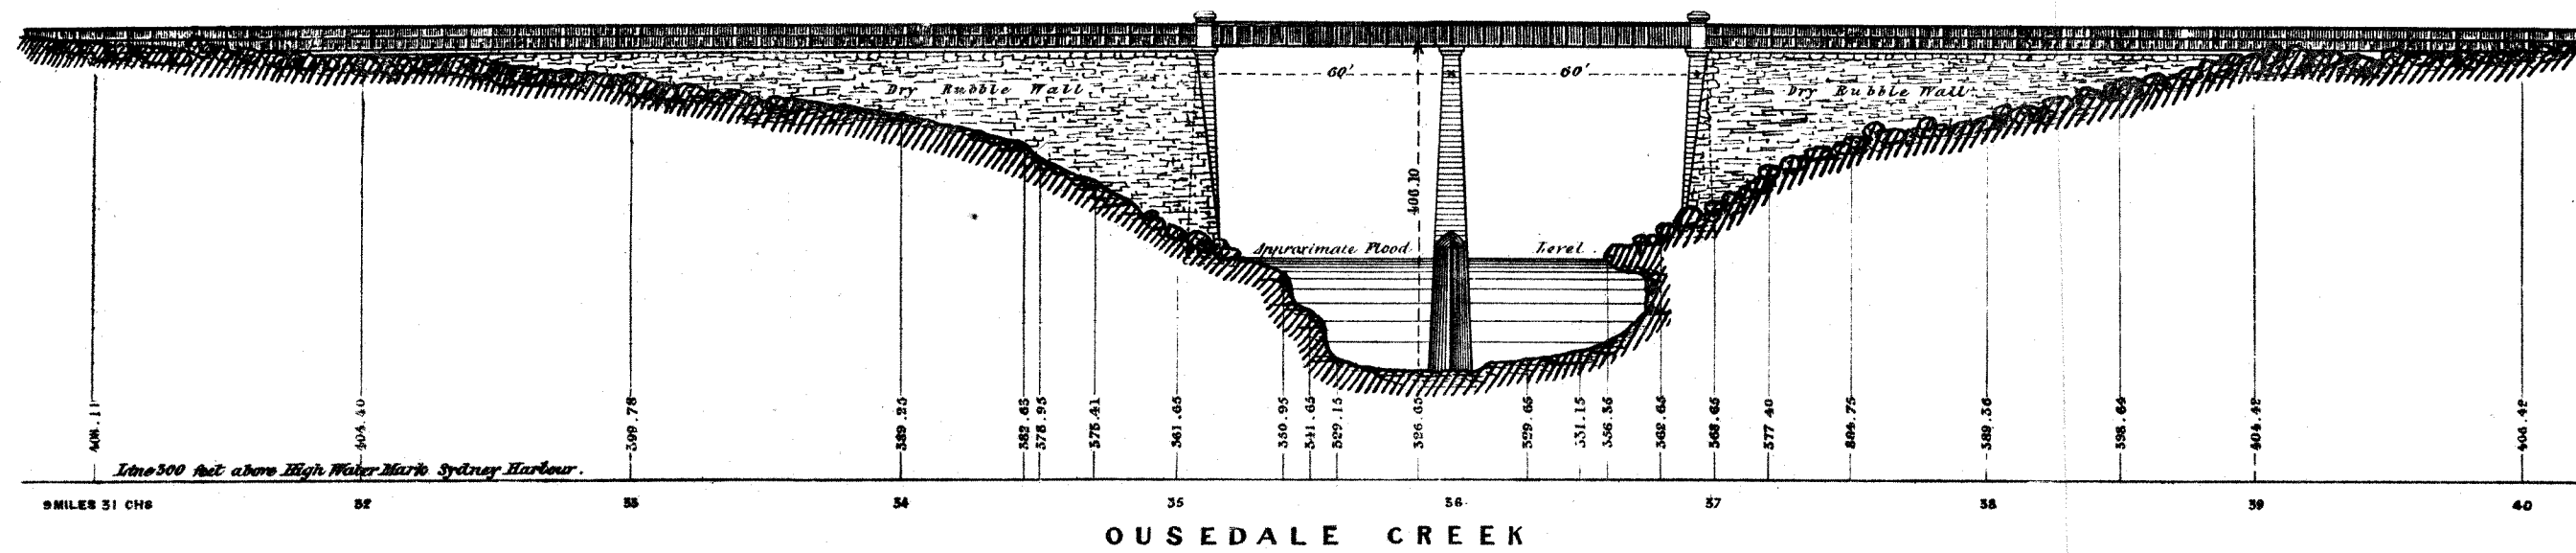 60' 60'
Dry Rubble Wall Dry Rubble Wall
406.10
Approximate Flood Level
408.11 404.40 399.78 389.25 382.63 378.95 375.41 361.65 350.95 341.65 329.15 326.65 329.65 331.15 336.36 362.65 368.65 377.40 384.75 389.36 398.64 404.42 406.42
Line 300 feet above High Water Mark Sydney Harbour.
9 MILES 31 CHS 32 33 34 35 36 37 38 39 40
OUSEDALE CREEK